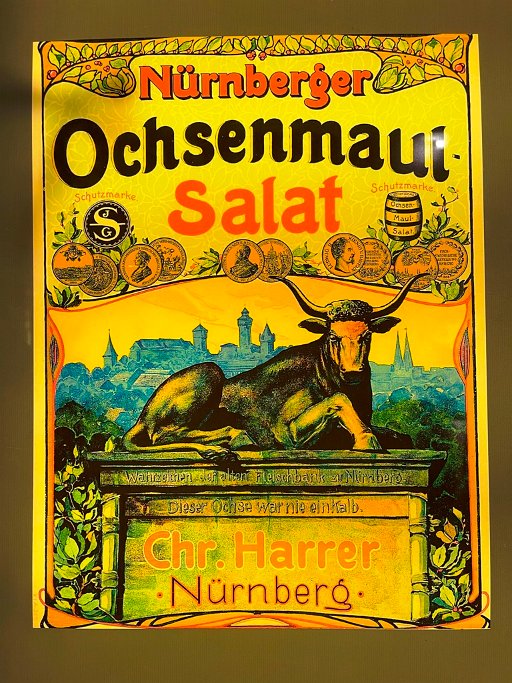 Nürnberger
Ochsenmaul-
Salat
Schutzmarke.
Schutzmarke.
J
S
G
Ochsen-
Maul-
Salat
Wahrzeichen der alten Fleischbank zu Nürnberg.
Dieser Ochse war nie ein Kalb.
Chr. Harrer
· Nürnberg ·